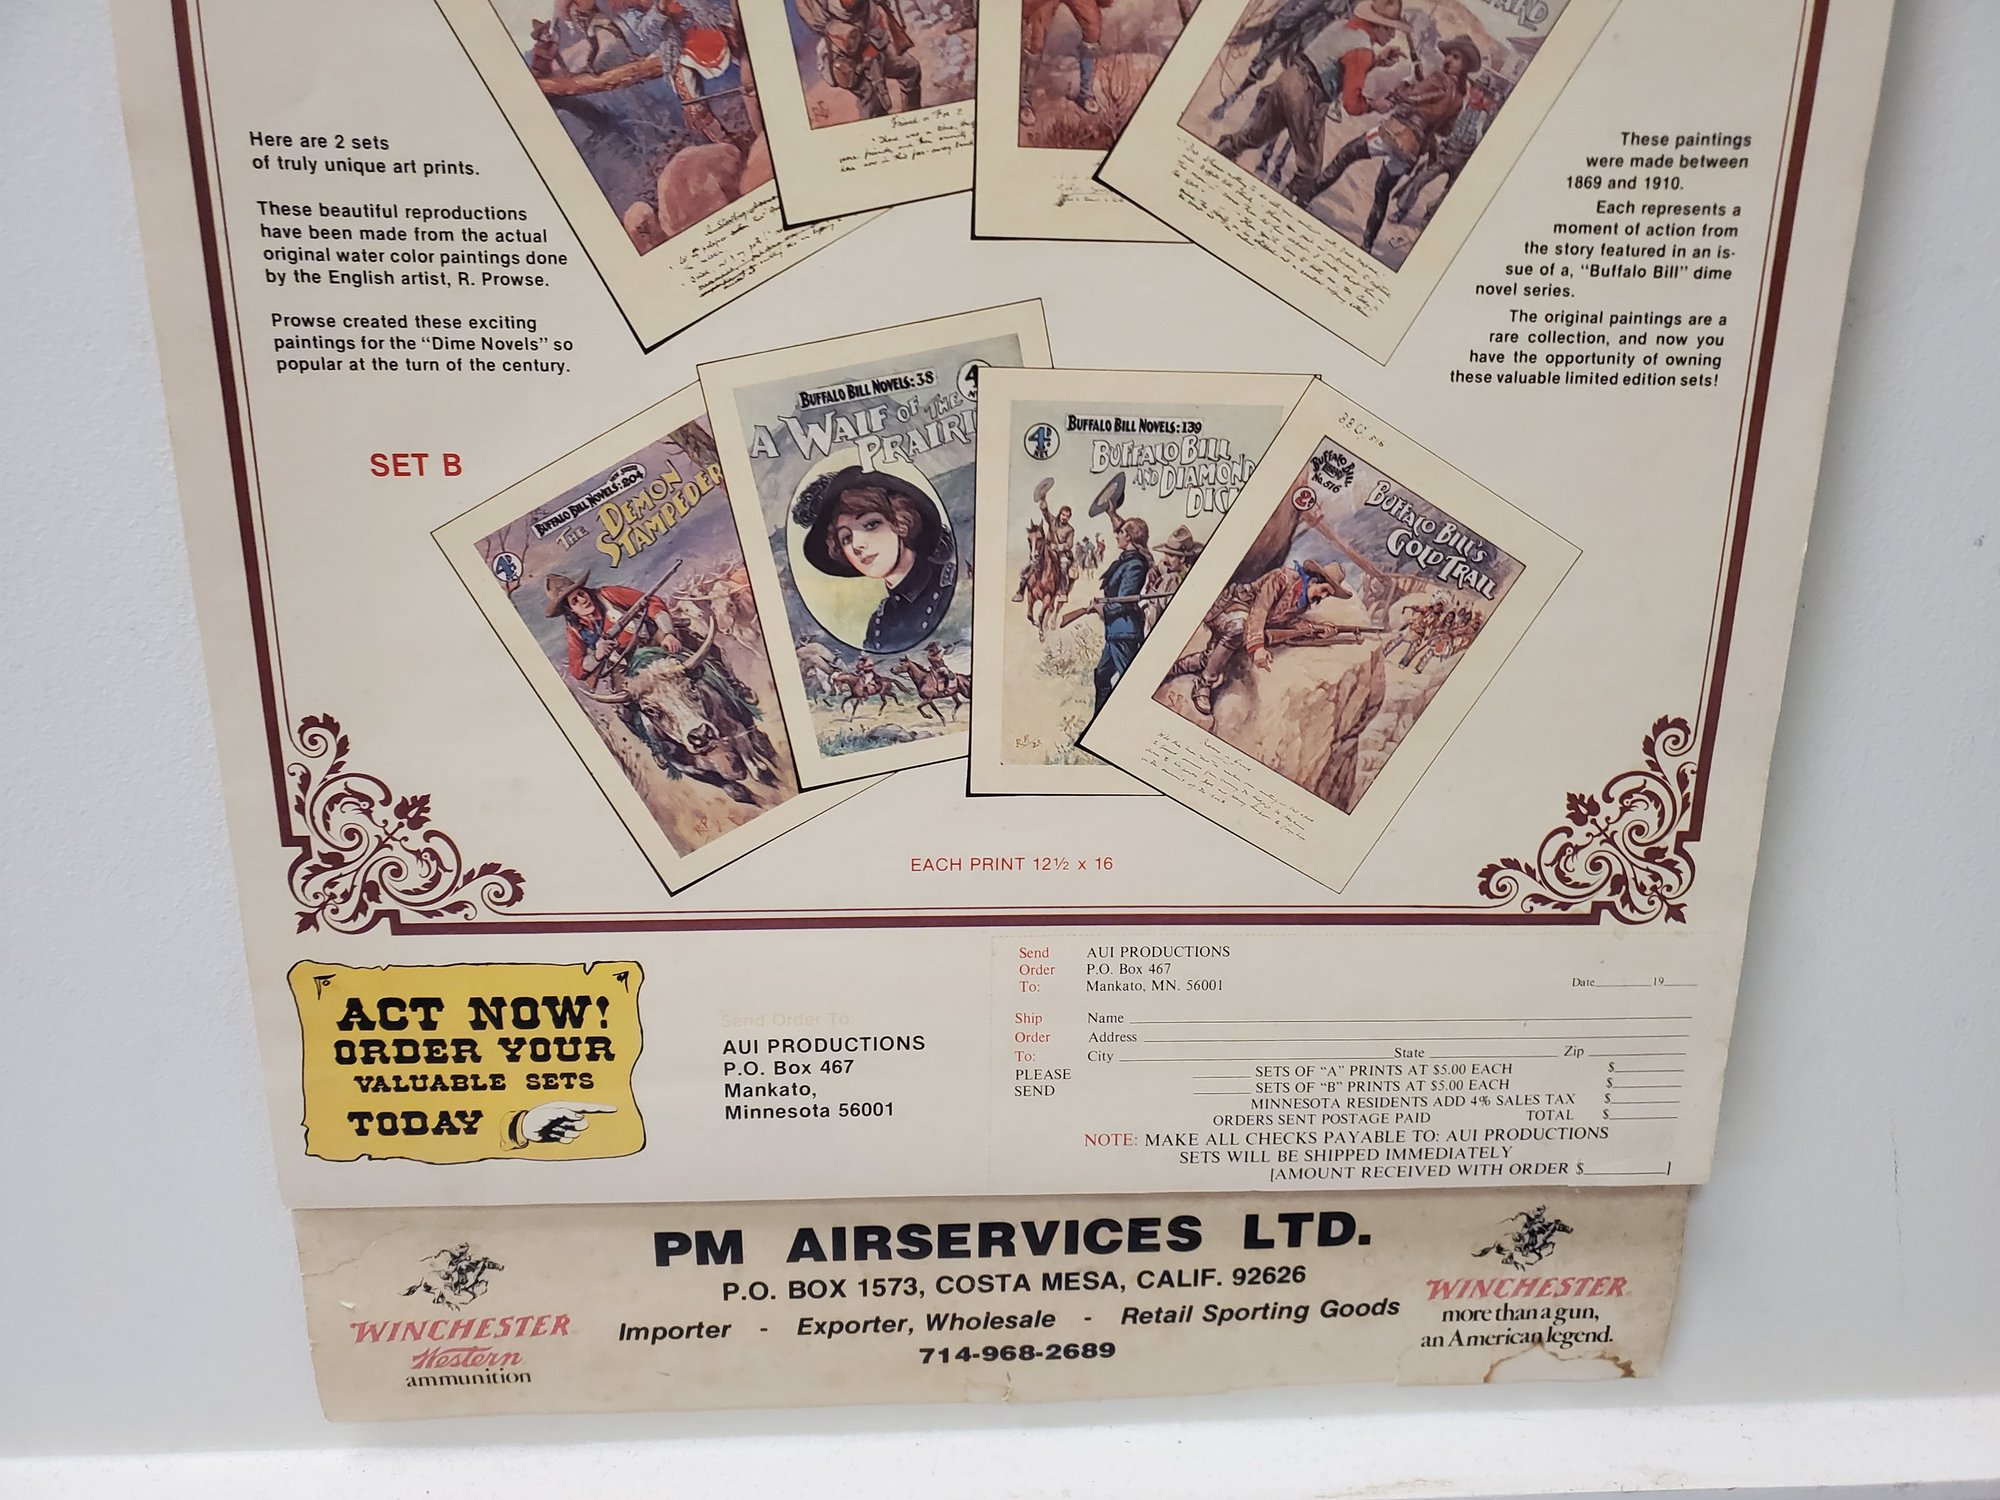 Here are 2 sets
of truly unique art prints.
These beautiful reproductions
have been made from the actual
original water color paintings done
by the English artist, R. Prowse.
Prowse created these exciting
paintings for the “Dime Novels” so
popular at the turn of the century.
These paintings
were made between
1869 and 1910.
Each represents a
moment of action from
the story featured in an is-
sue of a, “Buffalo Bill” dime
novel series.
The original paintings are a
rare collection, and now you
have the opportunity of owning
these valuable limited edition sets!
SET B
BUFFALO BILL NOVELS: 204
THE DEMON
STAMPEDER
BUFFALO BILL NOVELS: 38
A WAIF OF THE
PRAIRI
BUFFALO BILL NOVELS: 139
4D
NET
BUFFALO BILL
AND DIAMOND
DICK
BUFFALO BILL
No. 516
BUFFALO BILL'S
GOLD TRAIL
EACH PRINT 12½ x 16
ACT NOW!
ORDER YOUR
VALUABLE SETS
TODAY
Send Order To:
AUI PRODUCTIONS
P.O. Box 467
Mankato,
Minnesota 56001
Send AUI PRODUCTIONS
Order P.O. Box 467
To: Mankato, MN. 56001
Date 19
Ship Name
Order Address
To: City State Zip
PLEASE SETS OF “A” PRINTS AT $5.00 EACH $
SEND SETS OF “B” PRINTS AT $5.00 EACH $
MINNESOTA RESIDENTS ADD 4% SALES TAX $
ORDERS SENT POSTAGE PAID TOTAL $
NOTE: MAKE ALL CHECKS PAYABLE TO: AUI PRODUCTIONS
SETS WILL BE SHIPPED IMMEDIATELY
[AMOUNT RECEIVED WITH ORDER $ ]
PM AIRSERVICES LTD.
P.O. BOX 1573, COSTA MESA, CALIF. 92626
Importer - Exporter, Wholesale - Retail Sporting Goods
714-968-2689
WINCHESTER
Western
ammunition
WINCHESTER
more than a gun,
an American legend.